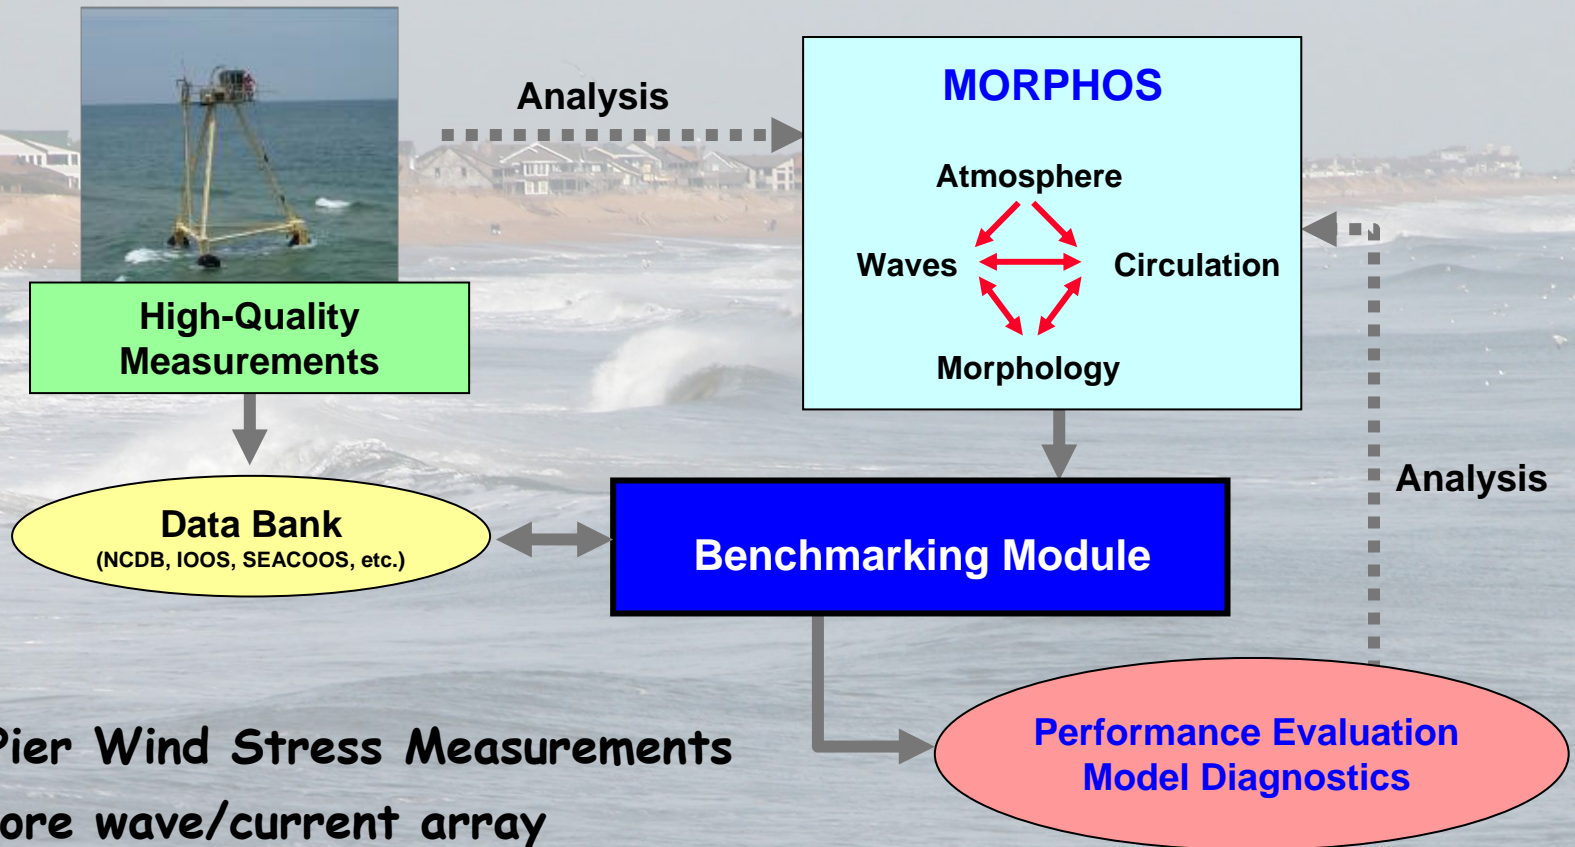 Analysis
MORPHOS
Atmosphere
Waves
Circulation
Morphology
High-Quality
Measurements
Data Bank
(NCDB, IOOS, SEACOOS, etc.)
Benchmarking Module
Analysis
Performance Evaluation
Model Diagnostics
Pier Wind Stress Measurements
ore wave/current array